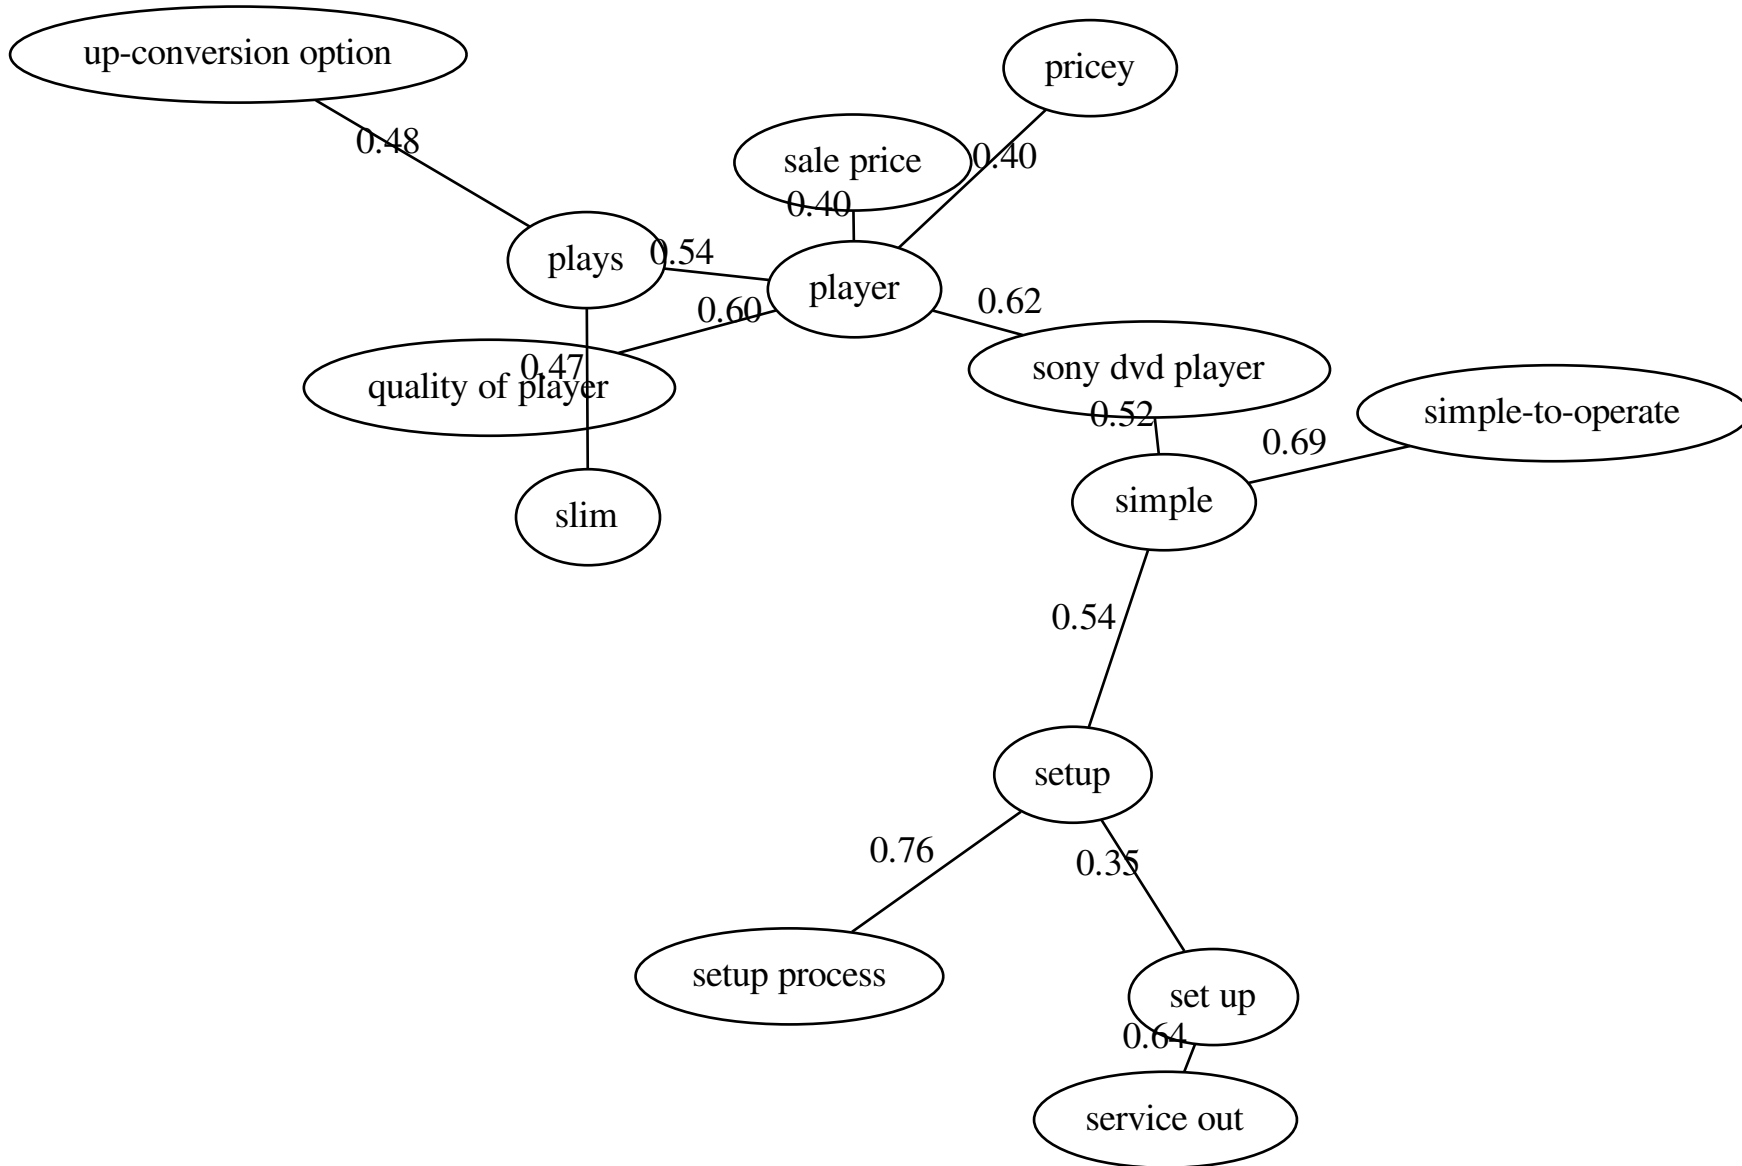 up-conversion option
pricey
0.48
sale price
0.40
0.40
plays
0.54
player
0.60
0.62
0.47
quality of player
sony dvd player
0.52
simple-to-operate
0.69
simple
slim
0.54
setup
0.76
0.35
setup process
set up
0.64
service out